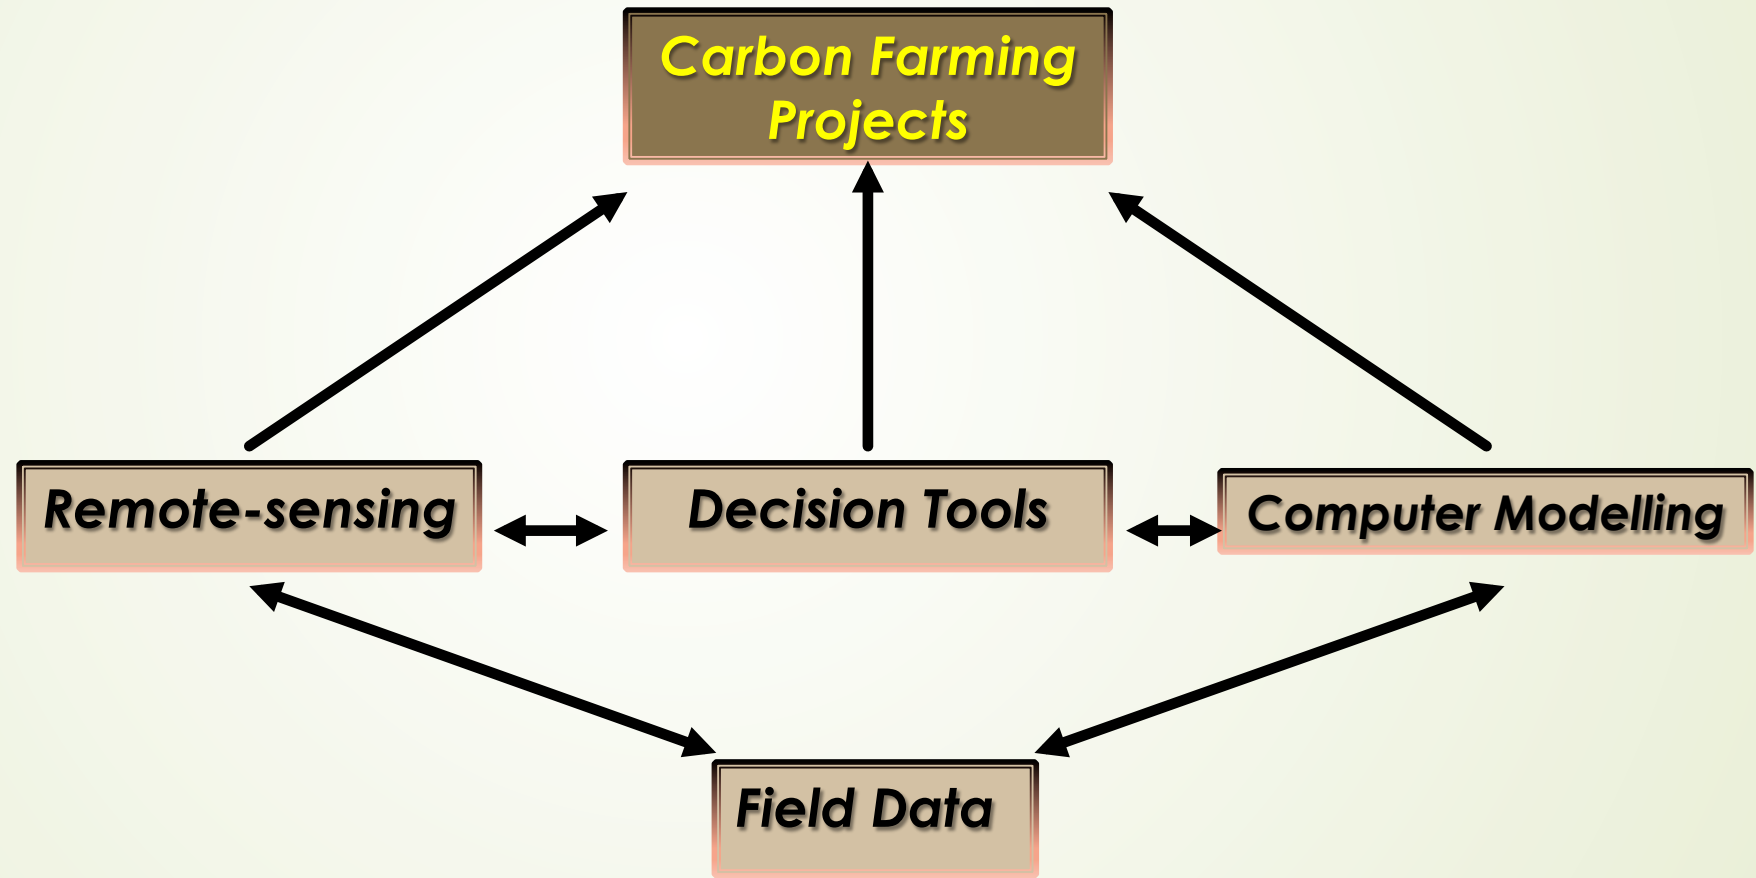 Carbon Farming
Projects
Remote-sensing
Decision Tools
Computer Modelling
Field Data